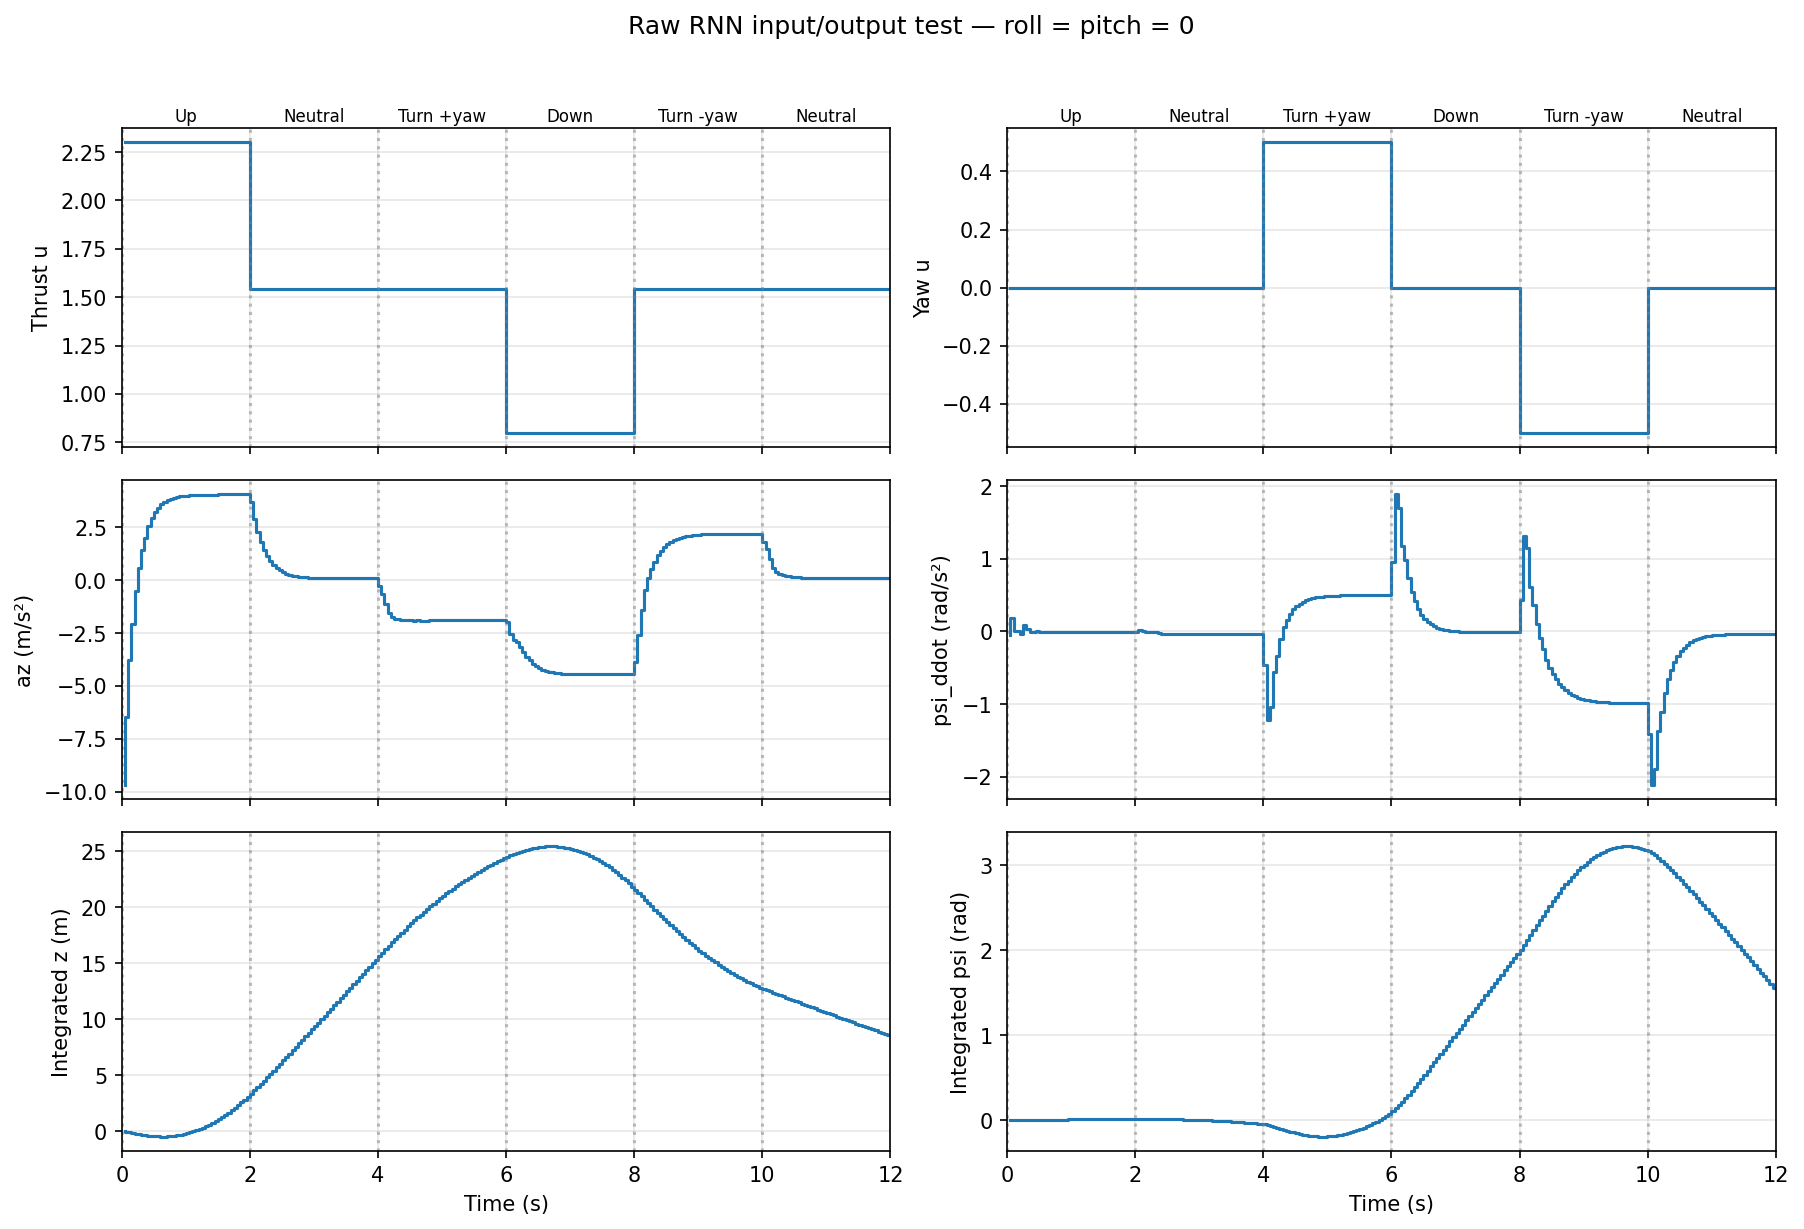 Raw RNN input/output test — roll = pitch = 0
Up Neutral Turn +yaw Down Turn -yaw Neutral
Thrust u
2.25
2.00
1.75
1.50
1.25
1.00
0.75
Up Neutral Turn +yaw Down Turn -yaw Neutral
Yaw u
0.4
0.2
0.0
−0.2
−0.4
az (m/s²)
2.5
0.0
−2.5
−5.0
−7.5
−10.0
psi_ddot (rad/s²)
2
1
0
−1
−2
Integrated z (m)
25
20
15
10
5
0
0 2 4 6 8 10 12
Time (s)
Integrated psi (rad)
3
2
1
0
0 2 4 6 8 10 12
Time (s)